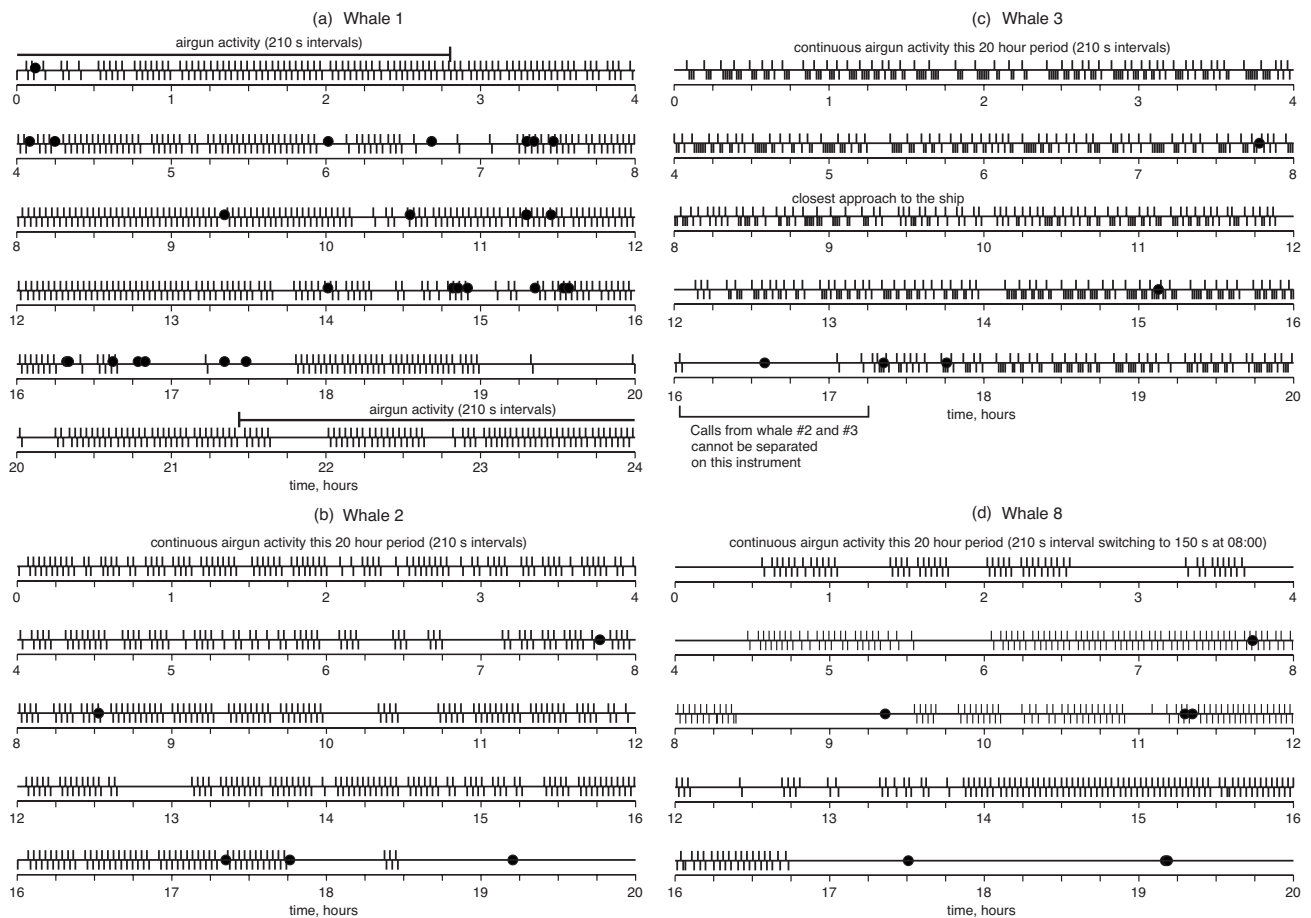 (a) Whale 1
airgun activity (210 s intervals)
0 1 2 3 4
4 5 6 7 8
8 9 10 11 12
12 13 14 15 16
16 17 18 19 20
airgun activity (210 s intervals)
20 21 22 23 24
time, hours
(b) Whale 2
continuous airgun activity this 20 hour period (210 s intervals)
0 1 2 3 4
4 5 6 7 8
8 9 10 11 12
12 13 14 15 16
16 17 18 19 20
time, hours
(c) Whale 3
continuous airgun activity this 20 hour period (210 s intervals)
0 1 2 3 4
4 5 6 7 8
closest approach to the ship
8 9 10 11 12
12 13 14 15 16
16 17 18 19 20
time, hours
Calls from whale #2 and #3
cannot be separated
on this instrument
(d) Whale 8
continuous airgun activity this 20 hour period (210 s interval switching to 150 s at 08:00)
0 1 2 3 4
4 5 6 7 8
8 9 10 11 12
12 13 14 15 16
16 17 18 19 20
time, hours